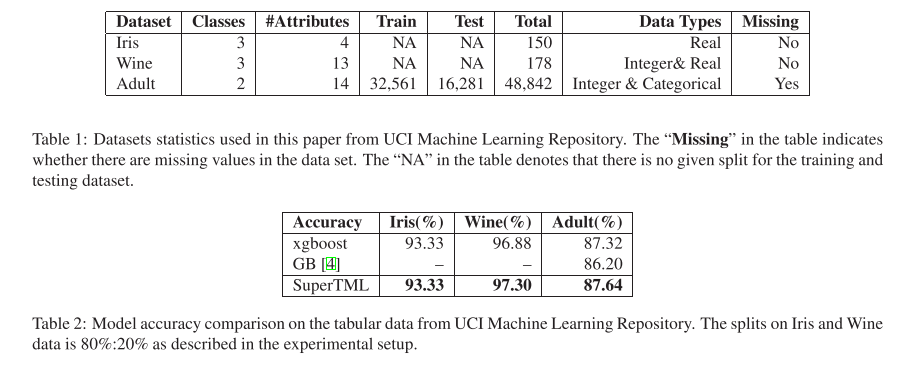 Dataset Classes #Attributes Train Test Total Data Types Missing
Iris 3 4 NA NA 150 Real No
Wine 3 13 NA NA 178 Integer& Real No
Adult 2 14 32,561 16,281 48,842 Integer & Categorical Yes
Table 1: Datasets statistics used in this paper from UCI Machine Learning Repository. The “Missing” in the table indicates
whether there are missing values in the data set. The “NA” in the table denotes that there is no given split for the training and
testing dataset.
Accuracy Iris(%) Wine(%) Adult(%)
xgboost 93.33 96.88 87.32
GB [4] – – 86.20
SuperTML 93.33 97.30 87.64
Table 2: Model accuracy comparison on the tabular data from UCI Machine Learning Repository. The splits on Iris and Wine
data is 80%:20% as described in the experimental setup.